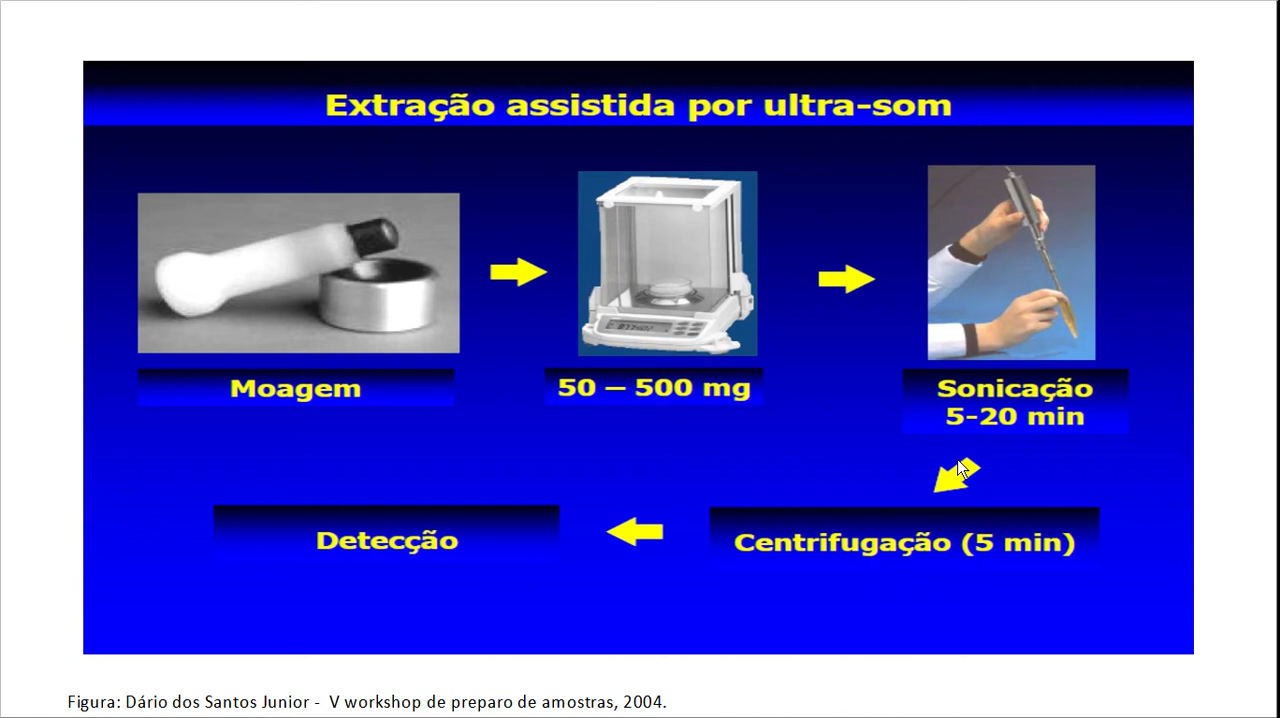 Extração assistida por ultra-som
Moagem
50 – 500 mg
Sonicação
5-20 min
Detecção
Centrifugação (5 min)
Figura: Dário dos Santos Junior - V workshop de preparo de amostras, 2004.